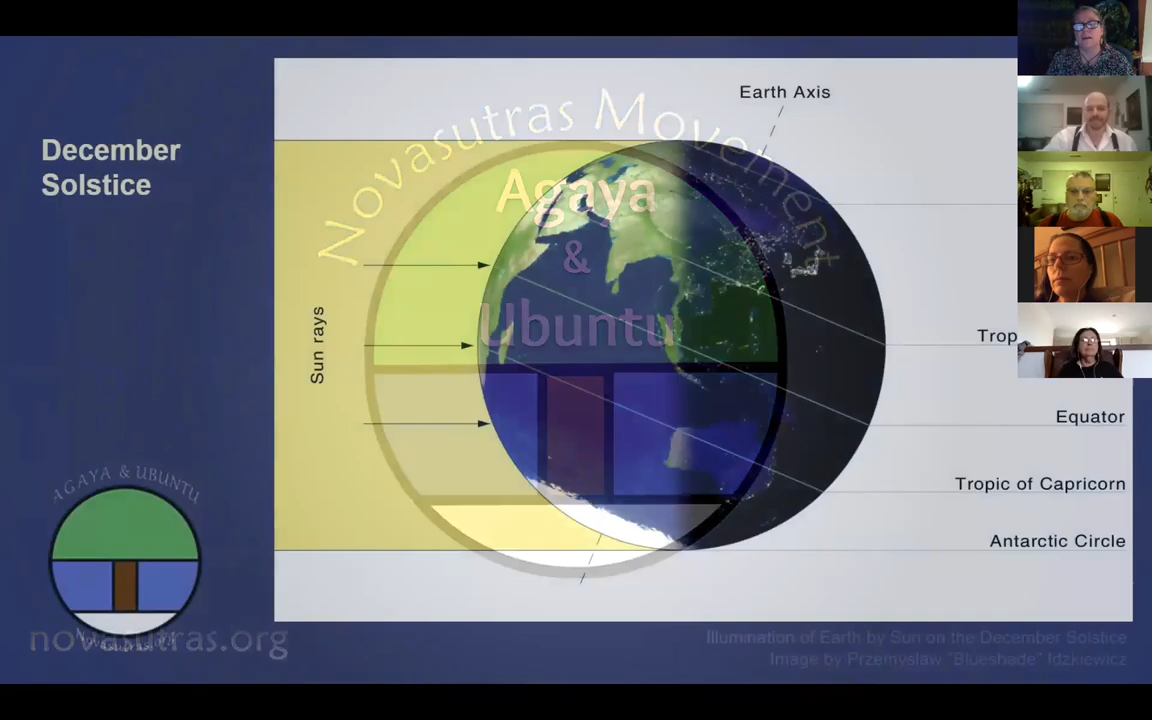 December
Solstice
Earth Axis
Novasutras Movement
Agaya
&
Ubuntu
Sun rays
Trop
Equator
Tropic of Capricorn
Antarctic Circle
AGAYA & UBUNTU
novasutras.org
Illumination of Earth by Sun on the December Solstice
Image by Przemyslaw "Blueshade" Idzkiewicz